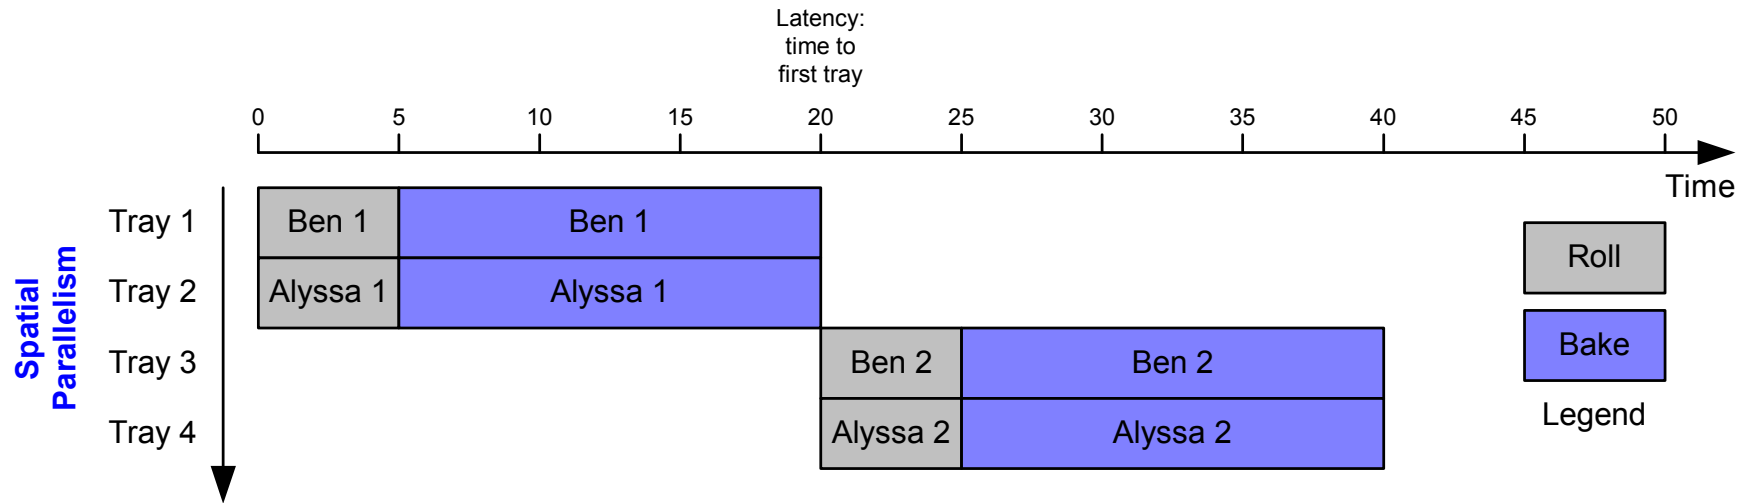 Latency:
time to
first tray
0 5 10 15 20 25 30 35 40 45 50
Time
Spatial
Parallelism
Tray 1
Ben 1 Ben 1
Tray 2
Alyssa 1 Alyssa 1
Tray 3
Ben 2 Ben 2
Tray 4
Alyssa 2 Alyssa 2
Roll
Bake
Legend